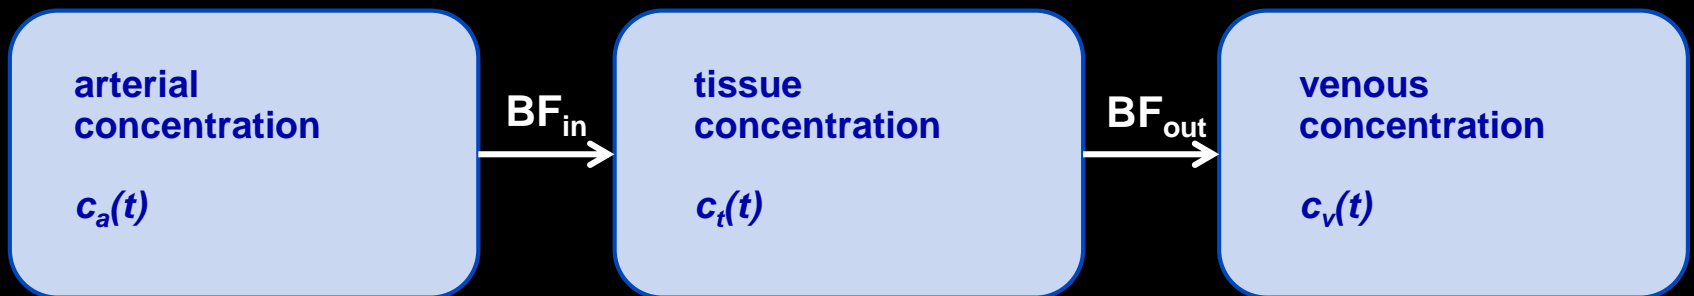 arterial
concentration
c_a(t)
BF_in
tissue
concentration
c_t(t)
BF_out
venous
concentration
c_v(t)